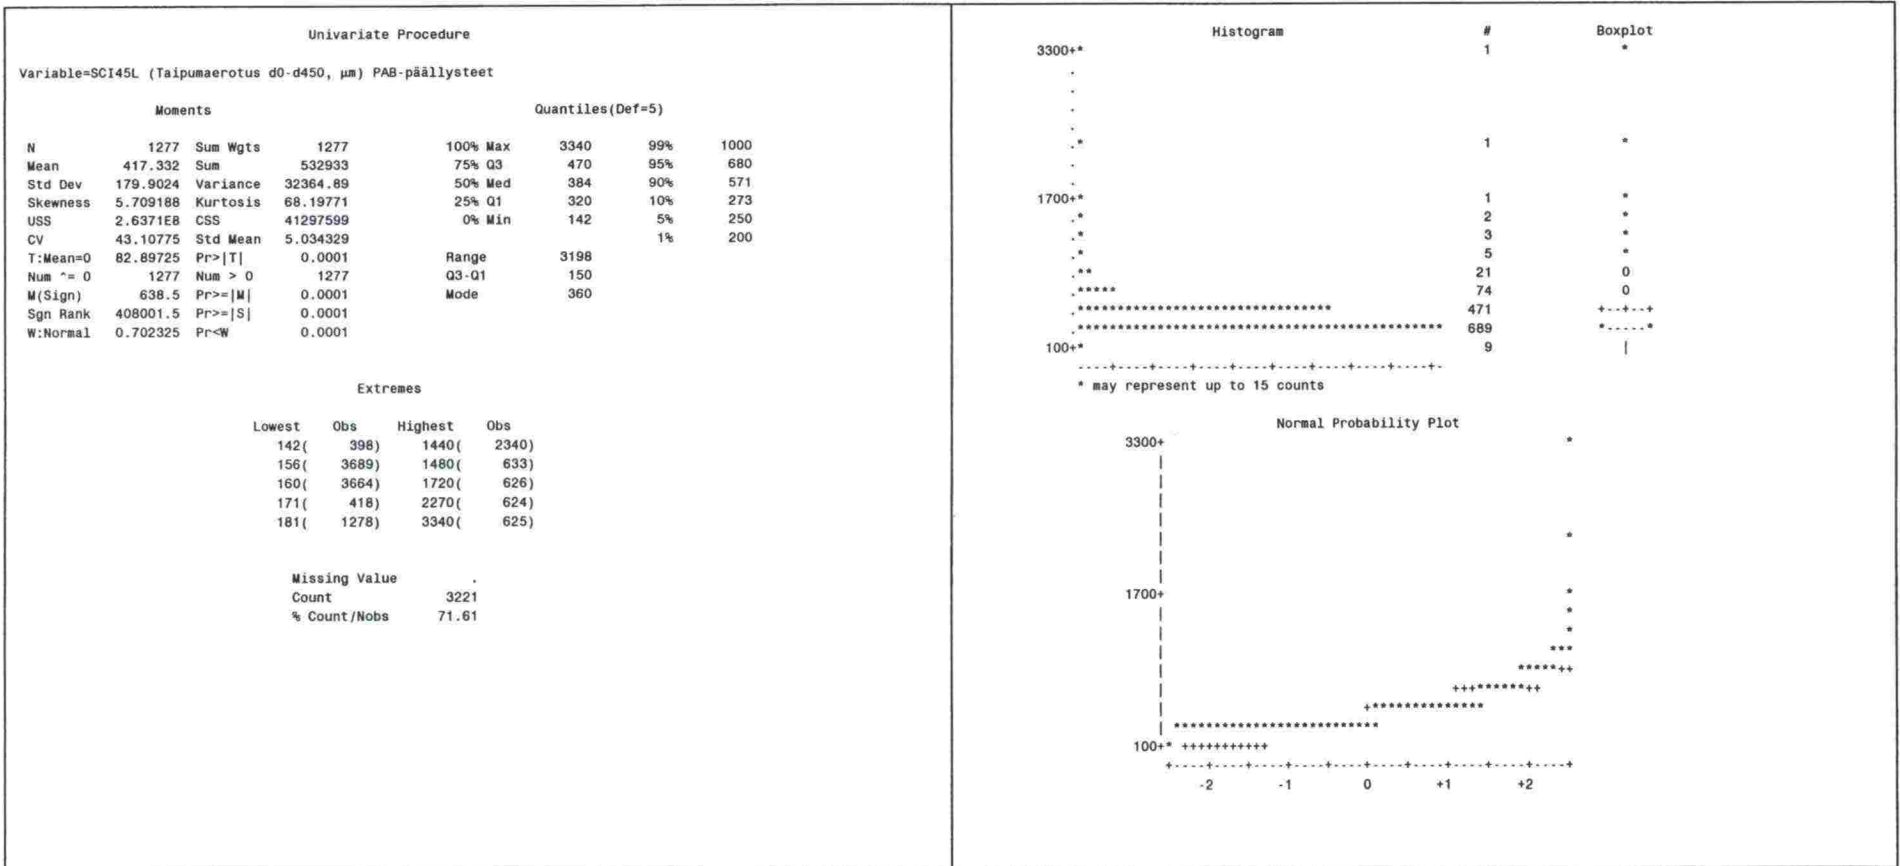 Univariate Procedure
Variable=SCI45L (Taipumaerotus d0-d450, µm) PAB-päällysteet
Moments
N 1277 Sum Wgts 1277
Mean 417.332 Sum 532933
Std Dev 179.9024 Variance 32364.89
Skewness 5.709188 Kurtosis 68.19771
USS 2.6371E8 CSS 41297599
CV 43.10775 Std Mean 5.034329
T:Mean=0 82.89725 Pr>|T| 0.0001
Num ^= 0 1277 Num > 0 1277
M(Sign) 638.5 Pr>=|M| 0.0001
Sgn Rank 408001.5 Pr>=|S| 0.0001
W:Normal 0.702325 Pr<W 0.0001
Quantiles(Def=5)
100% Max 3340 99% 1000
75% Q3 470 95% 680
50% Med 384 90% 571
25% Q1 320 10% 273
0% Min 142 5% 250
1% 200
Range 3198
Q3-Q1 150
Mode 360
Extremes
Lowest Obs Highest Obs
142( 398) 1440( 2340)
156( 3689) 1480( 633)
160( 3664) 1720( 626)
171( 418) 2270( 624)
181( 1278) 3340( 625)
Missing Value .
Count 3221
% Count/Nobs 71.61
Histogram # Boxplot
3300+* 1 *
.
.
.
.
.* 1 *
.
.
1700+* 1 *
.* 2 *
.* 3 *
.* 5 *
.** 21 0
.***** 74 0
.******************************** 471 +--+--+
.********************************************** 689 *-----*
100+* 9 |
----+----+----+----+----+----+----+----+----+-
* may represent up to 15 counts
Normal Probability Plot
3300+ *
|
|
|
|
| *
|
|
1700+ *
| *
| *
| ***
| *****++
| +++******++
| +**************
| **************************
100+* +++++++++++
+----+----+----+----+----+----+----+----+----+----+
-2 -1 0 +1 +2